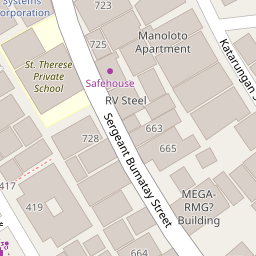 Systems
Corporation
723
725
Manoloto
Apartment
Katarungan S
St. Therese
Private
School
Safehouse
RV Steel
663
728
665
Sergeant Bumatay Street
417
419
MEGA-
RMG?
Building
664